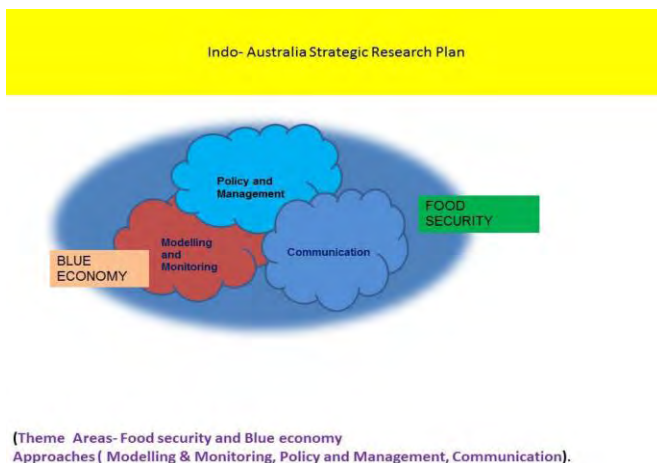 Indo- Australia Strategic Research Plan
Policy and
Management
FOOD
SECURITY
Modelling
and
Monitoring
Communication
BLUE
ECONOMY
(Theme Areas- Food security and Blue economy
Approaches ( Modelling & Monitoring, Policy and Management, Communication).